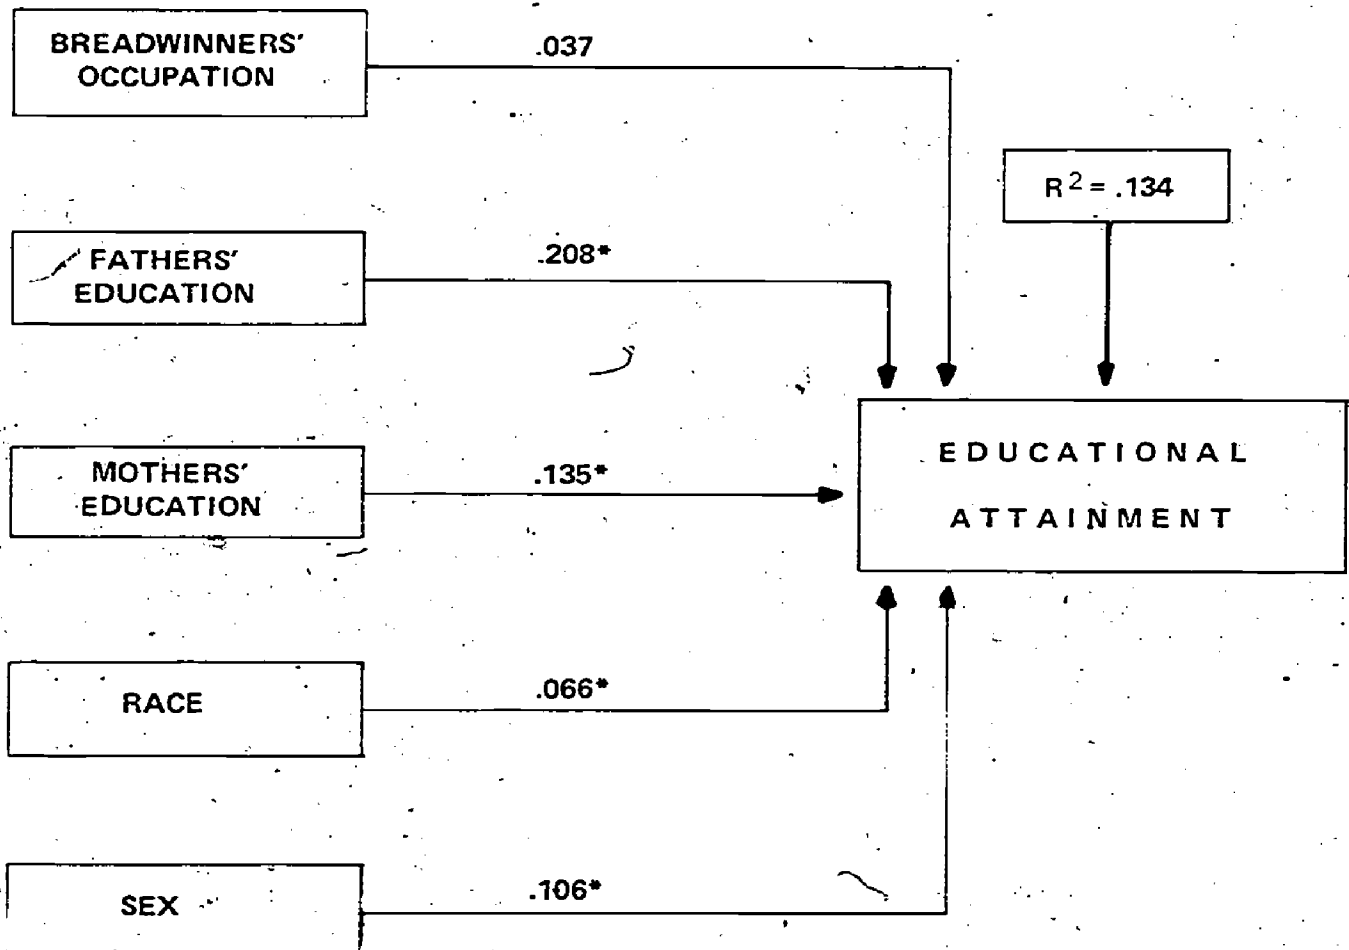 BREADWINNERS'
OCCUPATION
.037
R² = .134
FATHERS'
EDUCATION
.208*
MOTHERS'
EDUCATION
.135*
EDUCATIONAL
ATTAINMENT
RACE
.066*
SEX
.106*